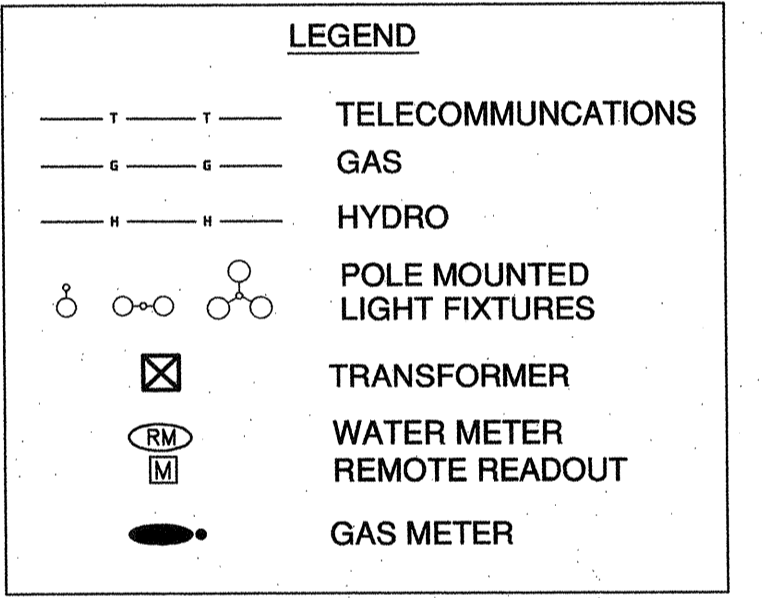 LEGEND
T T TELECOMMUNCATIONS
G G GAS
H H HYDRO
POLE MOUNTED
LIGHT FIXTURES
TRANSFORMER
RM WATER METER
M REMOTE READOUT
GAS METER